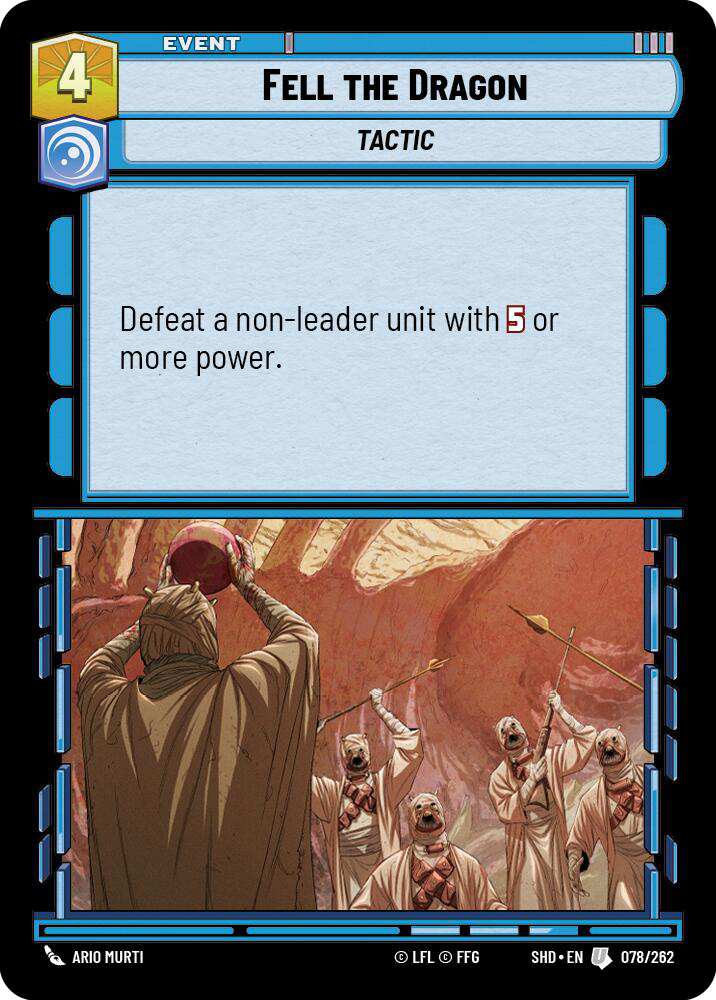 EVENT
4
FELL THE DRAGON
TACTIC
Defeat a non-leader unit with 5 or
more power.
ARIO MURTI
© LFL © FFG
SHD • EN
U
078/262